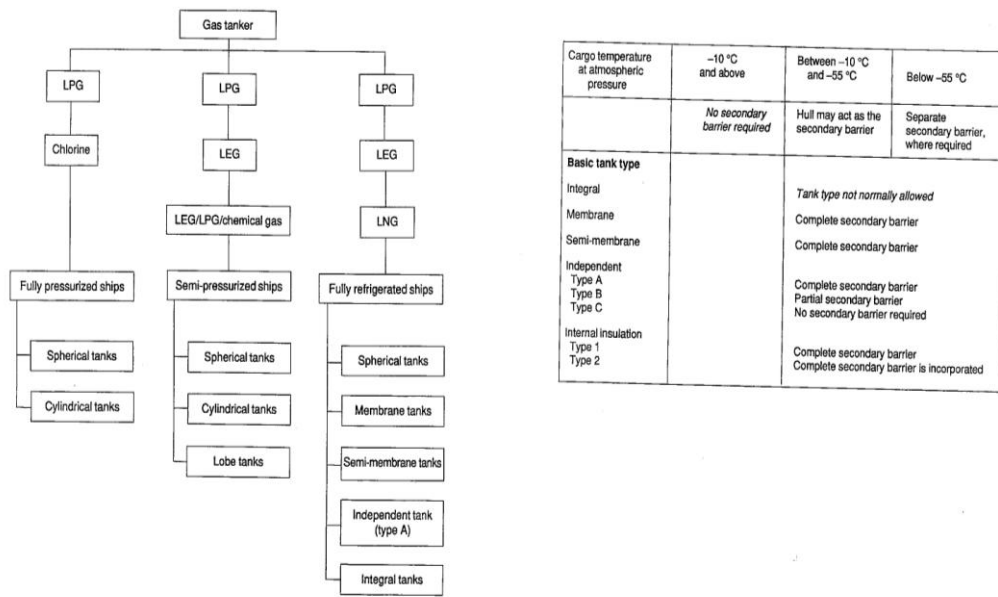 Gas tanker
LPG
LPG
LPG
Chlorine
LEG
LEG
LEG/LPG/chemical gas
LNG
Fully pressurized ships
Semi-pressurized ships
Fully refrigerated ships
Spherical tanks
Cylindrical tanks
Spherical tanks
Cylindrical tanks
Lobe tanks
Spherical tanks
Membrane tanks
Semi-membrane tanks
Independent tank
(type A)
Integral tanks
Cargo temperature
at atmospheric
pressure
–10 °C
and above
Between –10 °C
and –55 °C
Below –55 °C
No secondary
barrier required
Hull may act as the
secondary barrier
Separate
secondary barrier,
where required
Basic tank type
Integral
Tank type not normally allowed
Membrane
Complete secondary barrier
Semi-membrane
Complete secondary barrier
Independent
Type A
Complete secondary barrier
Type B
Partial secondary barrier
Type C
No secondary barrier required
Internal insulation
Type 1
Complete secondary barrier
Type 2
Complete secondary barrier is incorporated